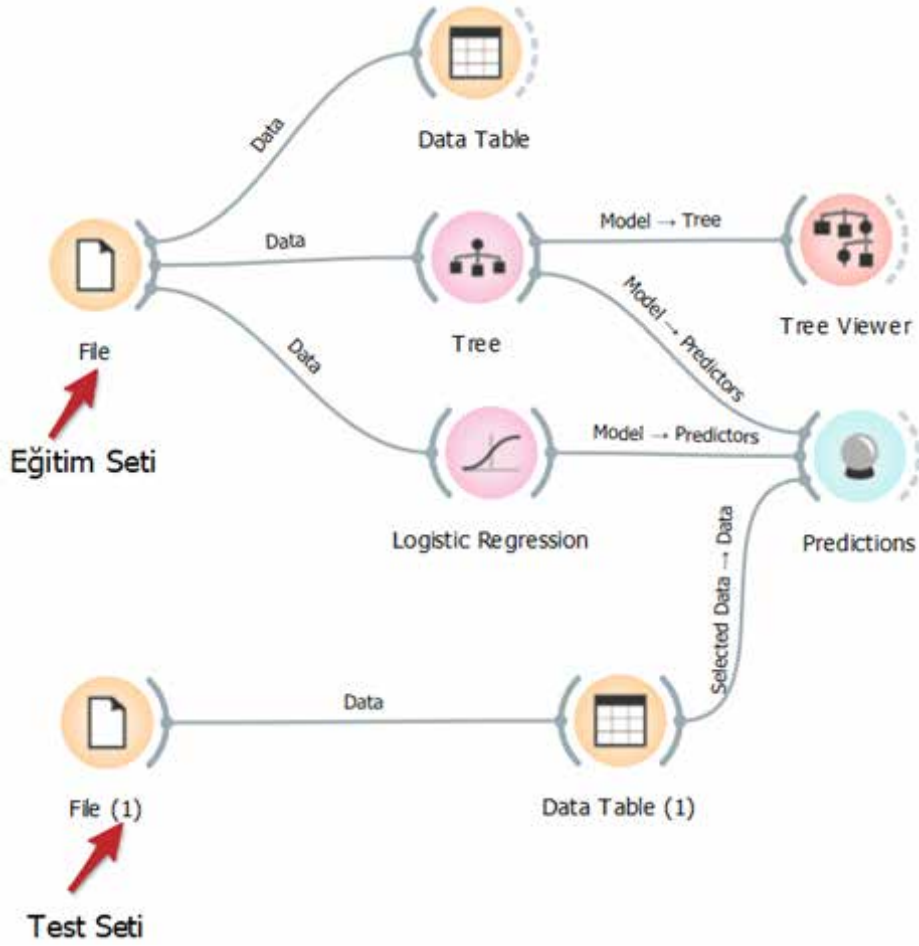 Data
Data Table
Data
Model → Tree
File
Tree
Tree Viewer
Data
Model → Predictors
Eğitim Seti
Model → Predictors
Logistic Regression
Predictions
Selected Data → Data
Data
File (1)
Data Table (1)
Test Seti